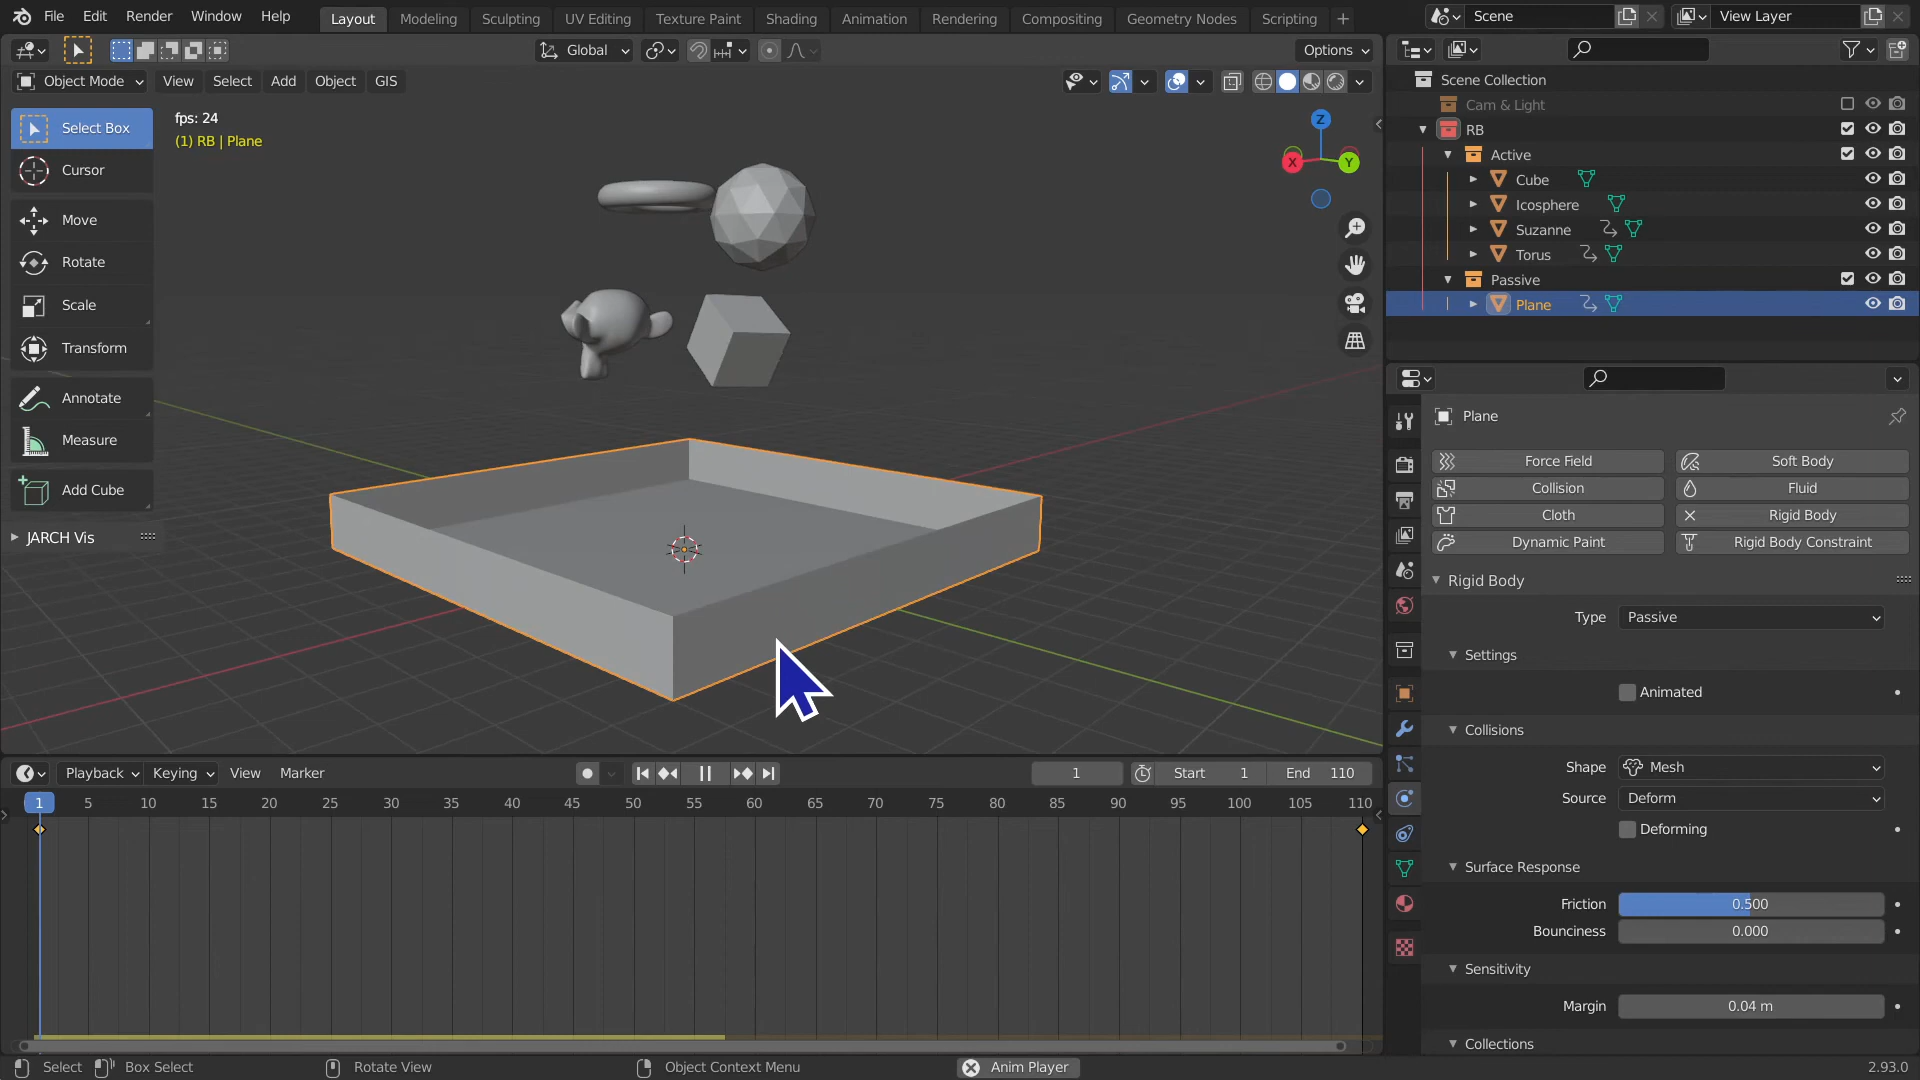 File Edit Render Window Help Layout Modeling Sculpting UV Editing Texture Paint Shading Animation Rendering Compositing Geometry Nodes Scripting + Scene View Layer
Global Options
Object Mode View Select Add Object GIS
Scene Collection
Cam & Light
RB
Active
Cube
Icosphere
Suzanne
Torus
Passive
Plane
Select Box
Cursor
Move
Rotate
Scale
Transform
Annotate
Measure
Add Cube
JARCH Vis
fps: 24
(1) RB | Plane
Z
X
Y
Plane
Force Field Soft Body
Collision Fluid
Cloth Rigid Body
Dynamic Paint Rigid Body Constraint
Rigid Body
Type Passive
Settings
Animated
Collisions
Shape Mesh
Source Deform
Deforming
Surface Response
Friction 0.500
Bounciness 0.000
Sensitivity
Margin 0.04 m
Collections
Playback Keying View Marker 1 Start 1 End 110
1 5 10 15 20 25 30 35 40 45 50 55 60 65 70 75 80 85 90 95 100 105 110
Select Box Select Rotate View Object Context Menu Anim Player 2.93.0